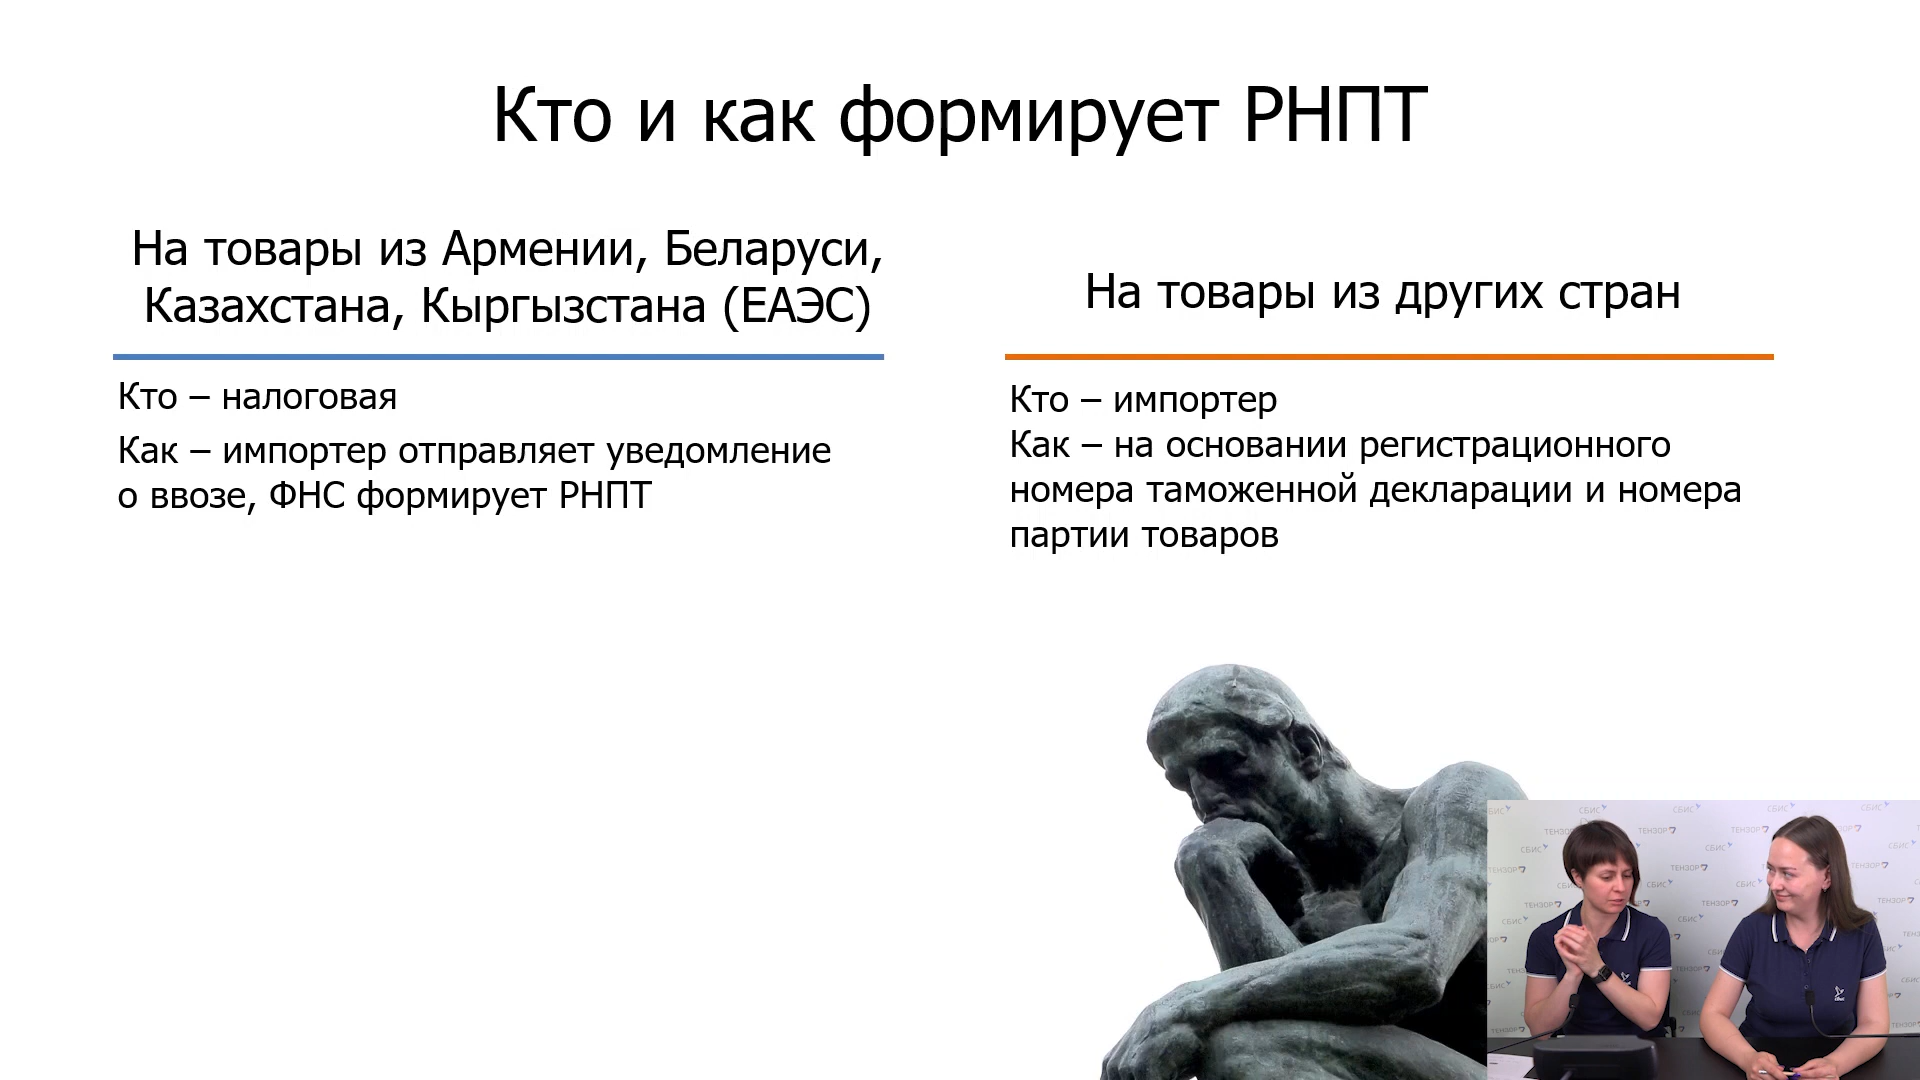 Кто и как формирует РНПТ
На товары из Армении, Беларуси,
Казахстана, Кыргызстана (ЕАЭС)
Кто – налоговая
Как – импортер отправляет уведомление
о ввозе, ФНС формирует РНПТ
На товары из других стран
Кто – импортер
Как – на основании регистрационного
номера таможенной декларации и номера
партии товаров
СБИС
ТЕНЗОР